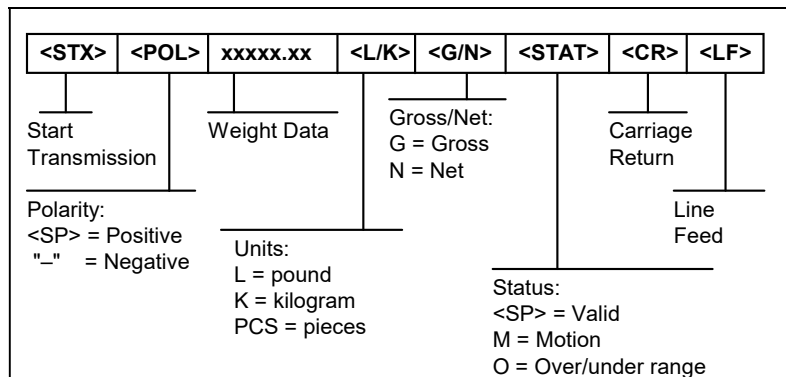 <STX> <POL> xxxxx.xx <L/K> <G/N> <STAT> <CR> <LF>
Start
Transmission
Weight Data
Gross/Net:
G = Gross
N = Net
Carriage
Return
Polarity:
<SP> = Positive
"–" = Negative
Units:
L = pound
K = kilogram
PCS = pieces
Line
Feed
Status:
<SP> = Valid
M = Motion
O = Over/under range